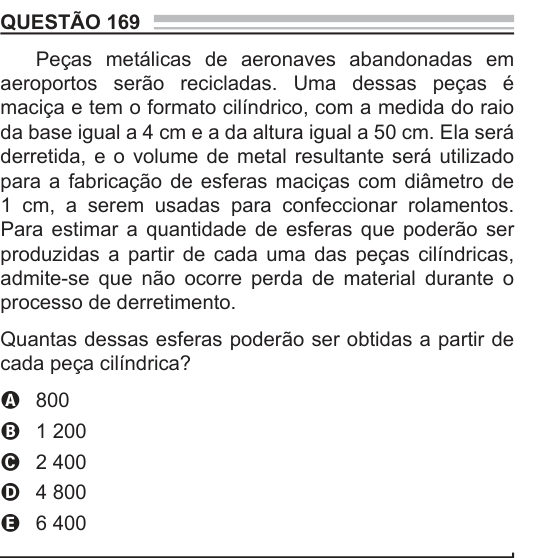 QUESTÃO 169
Peças metálicas de aeronaves abandonadas em
aeroportos serão recicladas. Uma dessas peças é
maciça e tem o formato cilíndrico, com a medida do raio
da base igual a 4 cm e a da altura igual a 50 cm. Ela será
derretida, e o volume de metal resultante será utilizado
para a fabricação de esferas maciças com diâmetro de
1 cm, a serem usadas para confeccionar rolamentos.
Para estimar a quantidade de esferas que poderão ser
produzidas a partir de cada uma das peças cilíndricas,
admite-se que não ocorre perda de material durante o
processo de derretimento.
Quantas dessas esferas poderão ser obtidas a partir de
cada peça cilíndrica?
A 800
B 1 200
C 2 400
D 4 800
E 6 400